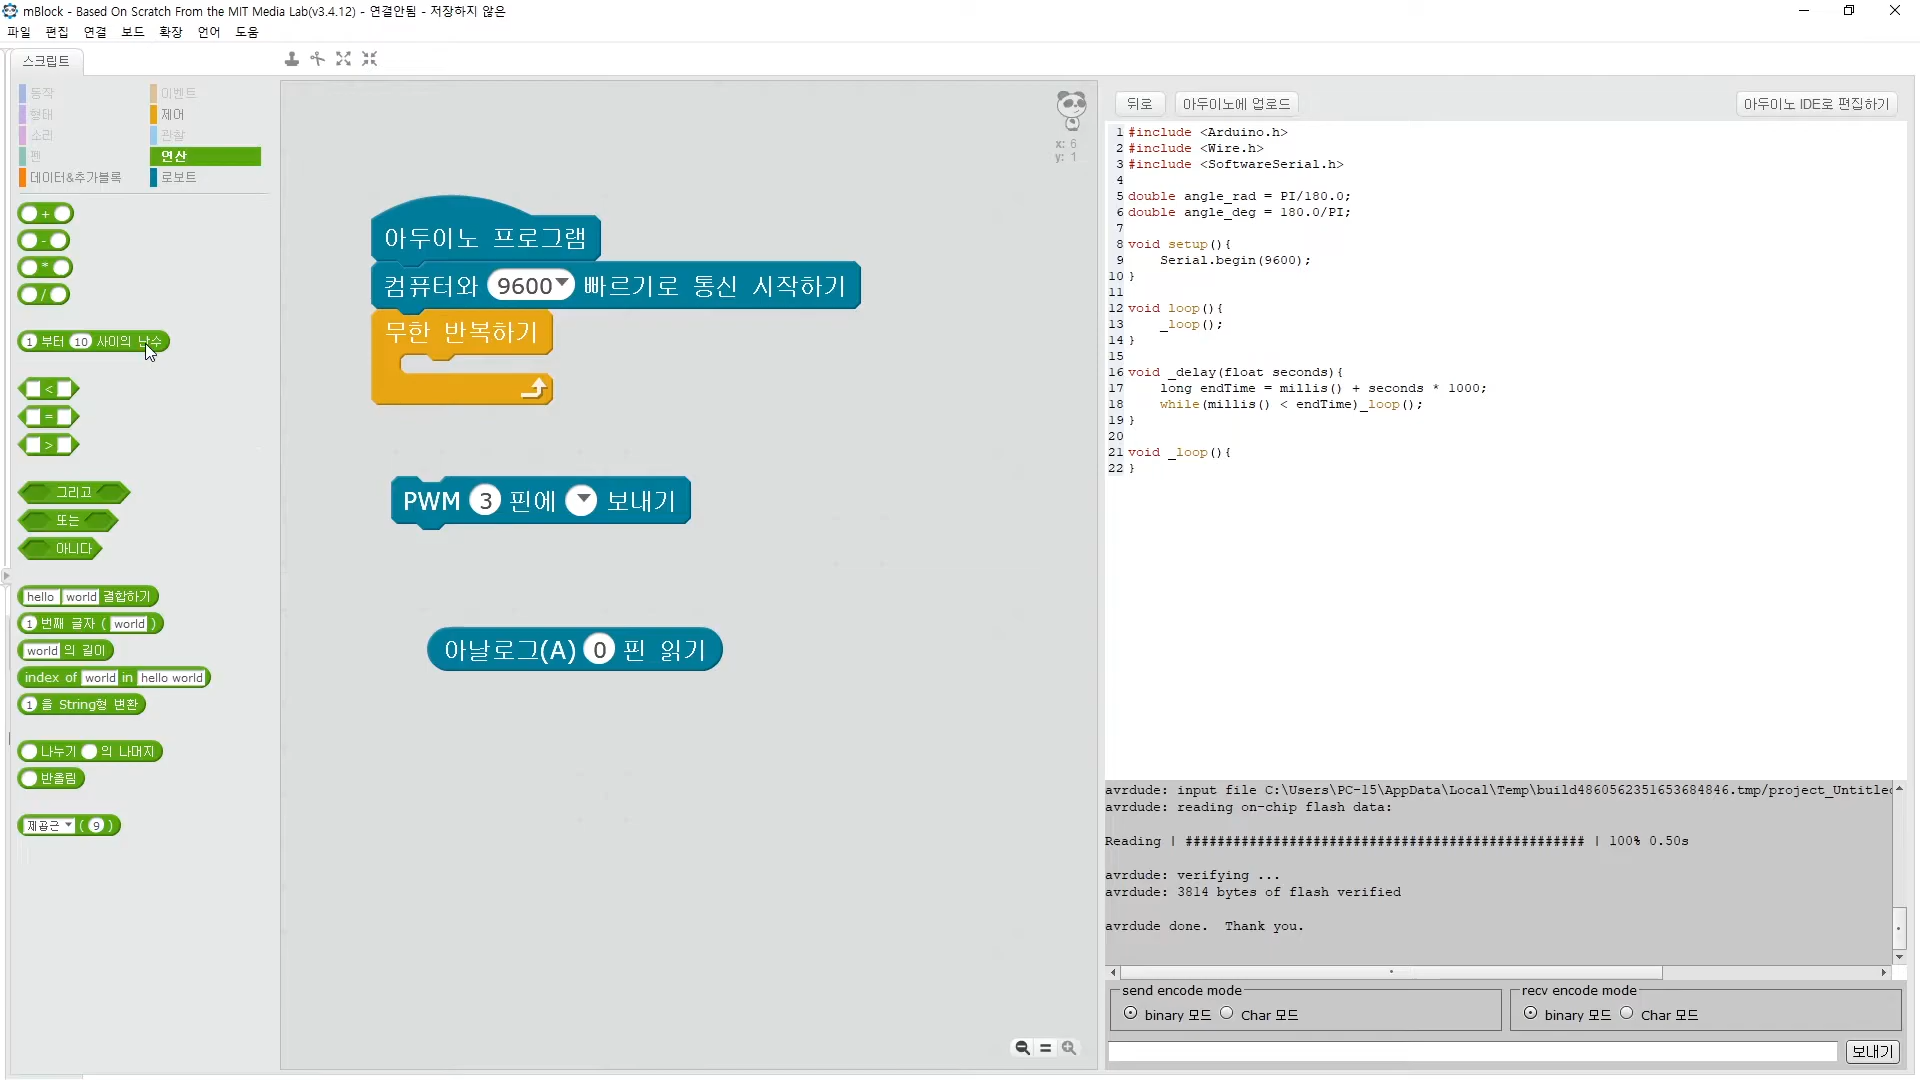 mBlock - Based On Scratch From the MIT Media Lab(v3.4.12) - 연결안됨 - 저장하지 않은
파일 편집 연결 보드 확장 언어 도움
스크립트
동작 이벤트
형태 제어
소리 관찰
펜 연산
데이터&추가블록 로보트
+
-
*
/
1 부터 10 사이의 난수
<
=
>
그리고
또는
아니다
hello world 결합하기
1 번째 글자 ( world )
world 의 길이
index of world in hello world
1 을 String형 변환
나누기 의 나머지
반올림
제곱근 ( 9 )
아두이노 프로그램
컴퓨터와 9600 빠르기로 통신 시작하기
무한 반복하기
PWM 3 핀에 보내기
아날로그(A) 0 핀 읽기
x: 6
y: 1
뒤로 아두이노에 업로드 아두이노 IDE로 편집하기
1 #include <Arduino.h>
2 #include <Wire.h>
3 #include <SoftwareSerial.h>
4
5 double angle_rad = PI/180.0;
6 double angle_deg = 180.0/PI;
7
8 void setup(){
9 Serial.begin(9600);
10 }
11
12 void loop(){
13 _loop();
14 }
15
16 void _delay(float seconds){
17 long endTime = millis() + seconds * 1000;
18 while(millis() < endTime)_loop();
19 }
20
21 void _loop(){
22 }
avrdude: input file C:\Users\PC-15\AppData\Local\Temp\build4860562351653684846.tmp/project_Untitled
avrdude: reading on-chip flash data:
Reading | ################################################## | 100% 0.50s
avrdude: verifying ...
avrdude: 3814 bytes of flash verified
avrdude done.  Thank you.
send encode mode recv encode mode
binary 모드 Char 모드 binary 모드 Char 모드
보내기